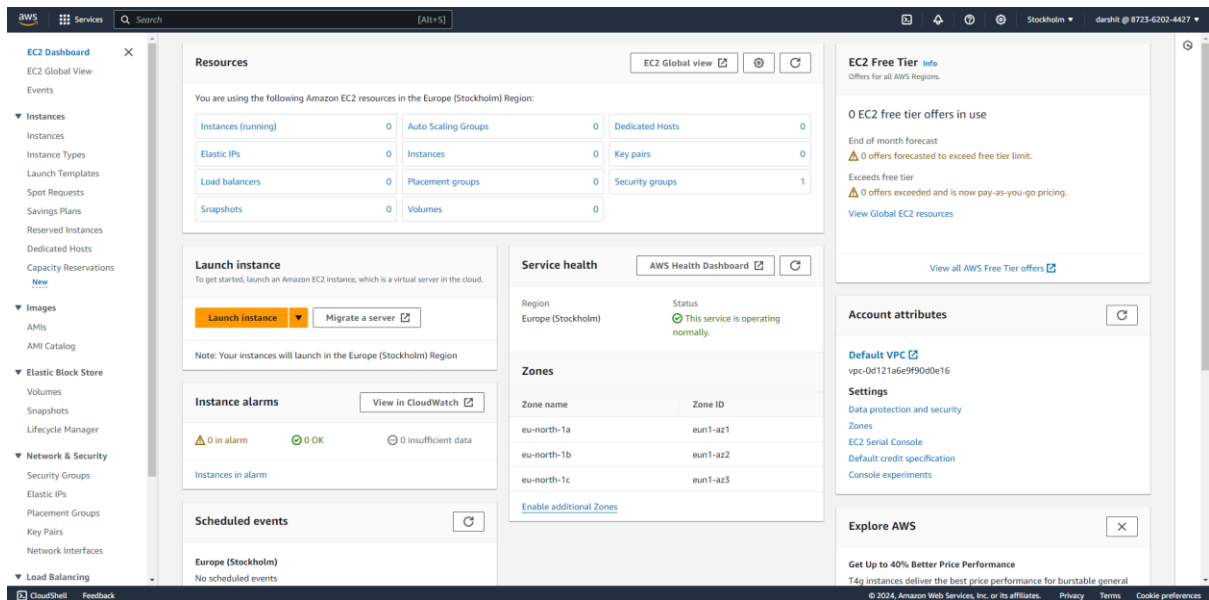 aws
Services
Search
[Alt+S]
Stockholm ▼
darshit @ 8723-6202-4427 ▼
EC2 Dashboard
EC2 Global View
Events
▼ Instances
Instances
Instance Types
Launch Templates
Spot Requests
Savings Plans
Reserved Instances
Dedicated Hosts
Capacity Reservations
New
▼ Images
AMIs
AMI Catalog
▼ Elastic Block Store
Volumes
Snapshots
Lifecycle Manager
▼ Network & Security
Security Groups
Elastic IPs
Placement Groups
Key Pairs
Network Interfaces
▼ Load Balancing
Resources
EC2 Global view
You are using the following Amazon EC2 resources in the Europe (Stockholm) Region:
Instances (running) 0
Auto Scaling Groups 0
Dedicated Hosts 0
Elastic IPs 0
Instances 0
Key pairs 0
Load balancers 0
Placement groups 0
Security groups 1
Snapshots 0
Volumes 0
Launch instance
To get started, launch an Amazon EC2 instance, which is a virtual server in the cloud.
Launch instance ▼
Migrate a server
Note: Your instances will launch in the Europe (Stockholm) Region
Instance alarms
View in CloudWatch
0 in alarm
0 OK
0 insufficient data
Instances in alarm
Scheduled events
Europe (Stockholm)
No scheduled events
Service health
AWS Health Dashboard
Region
Europe (Stockholm)
Status
This service is operating
normally.
Zones
Zone name Zone ID
eu-north-1a eun1-az1
eu-north-1b eun1-az2
eu-north-1c eun1-az3
Enable additional Zones
EC2 Free Tier Info
Offers for all AWS Regions.
0 EC2 free tier offers in use
End of month forecast
0 offers forecasted to exceed free tier limit.
Exceeds free tier
0 offers exceeded and is now pay-as-you-go pricing.
View Global EC2 resources
View all AWS Free Tier offers
Account attributes
Default VPC
vpc-0d121a6e9f90d0e16
Settings
Data protection and security
Zones
EC2 Serial Console
Default credit specification
Console experiments
Explore AWS
Get Up to 40% Better Price Performance
T4g instances deliver the best price performance for burstable general
CloudShell
Feedback
© 2024, Amazon Web Services, Inc. or its affiliates.
Privacy
Terms
Cookie preferences